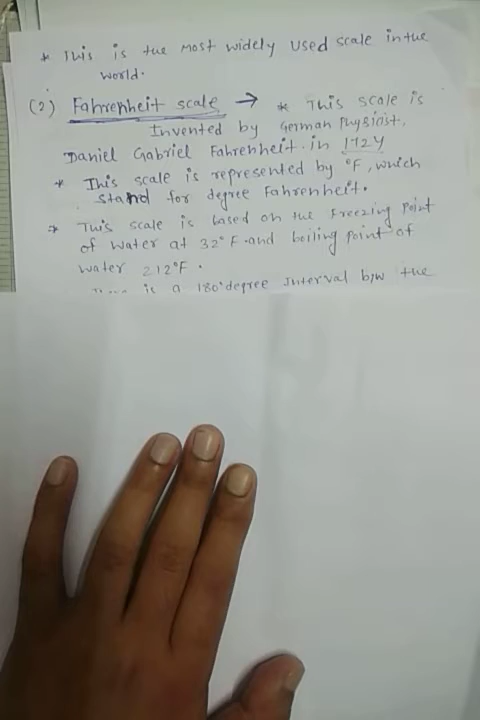 * This is the most widely used scale in the
world.
(2) Fahrenheit scale → * This scale is
Invented by German Physicist,
Daniel Gabriel Fahrenheit in 1724
* This scale is represented by °F, which
stand for degree Fahrenheit.
* This scale is based on the Freezing Point
of water at 32°F and boiling point of
water 212°F.
is a 180° degree Interval b/w the